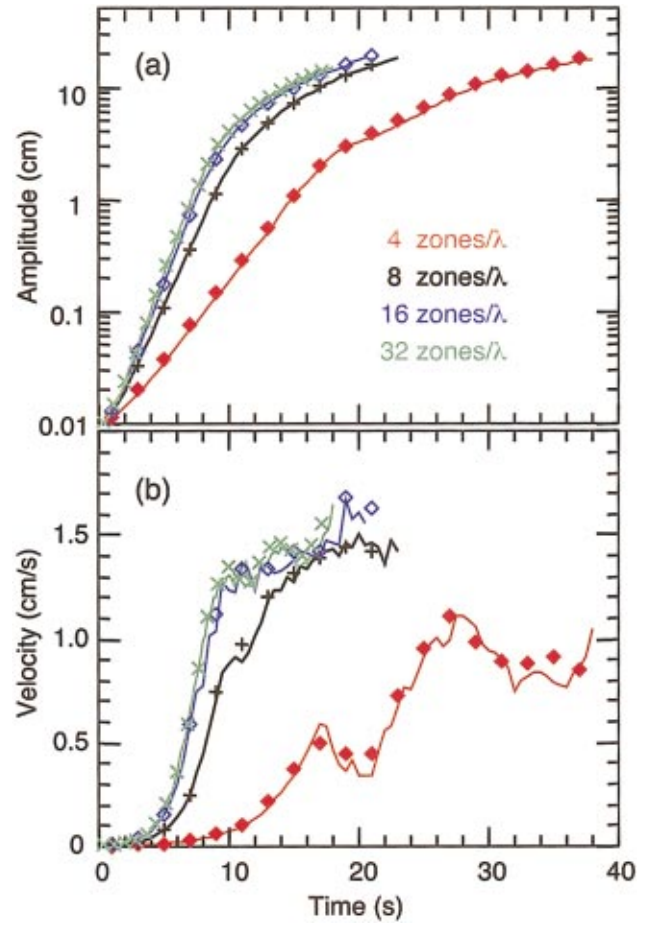 (a)
10
1
0.1
0.01
Amplitude (cm)
4 zones/λ
8 zones/λ
16 zones/λ
32 zones/λ
(b)
1.5
1.0
0.5
0
Velocity (cm/s)
0 10 20 30 40
Time (s)